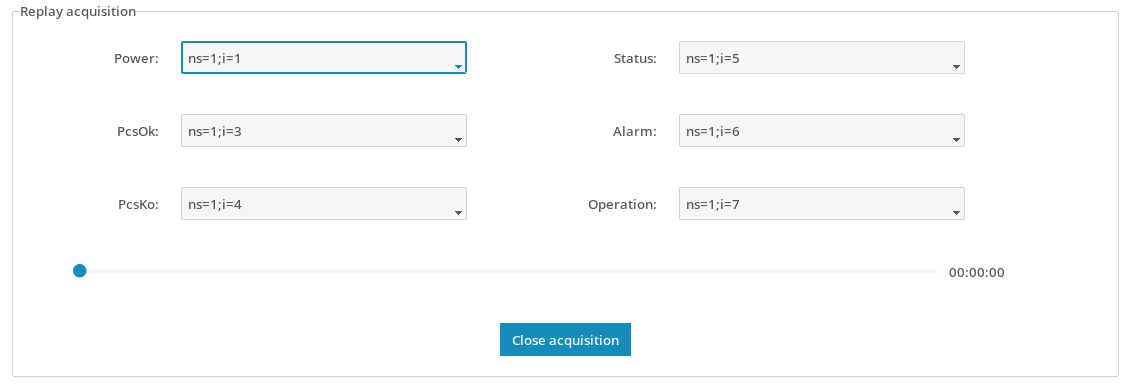 Replay acquisition
Power: ns=1;i=1 Status: ns=1;i=5
PcsOk: ns=1;i=3 Alarm: ns=1;i=6
PcsKo: ns=1;i=4 Operation: ns=1;i=7
00:00:00
Close acquisition